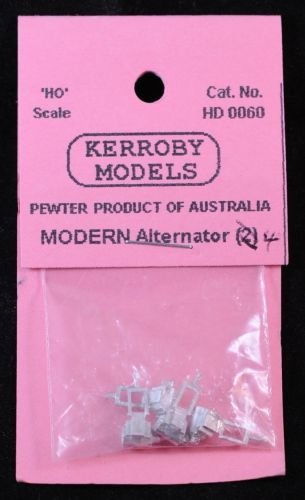 'HO' Cat. No.
Scale HD 0060
KERROBY
MODELS
PEWTER PRODUCT OF AUSTRALIA
MODERN Alternator (2) 4